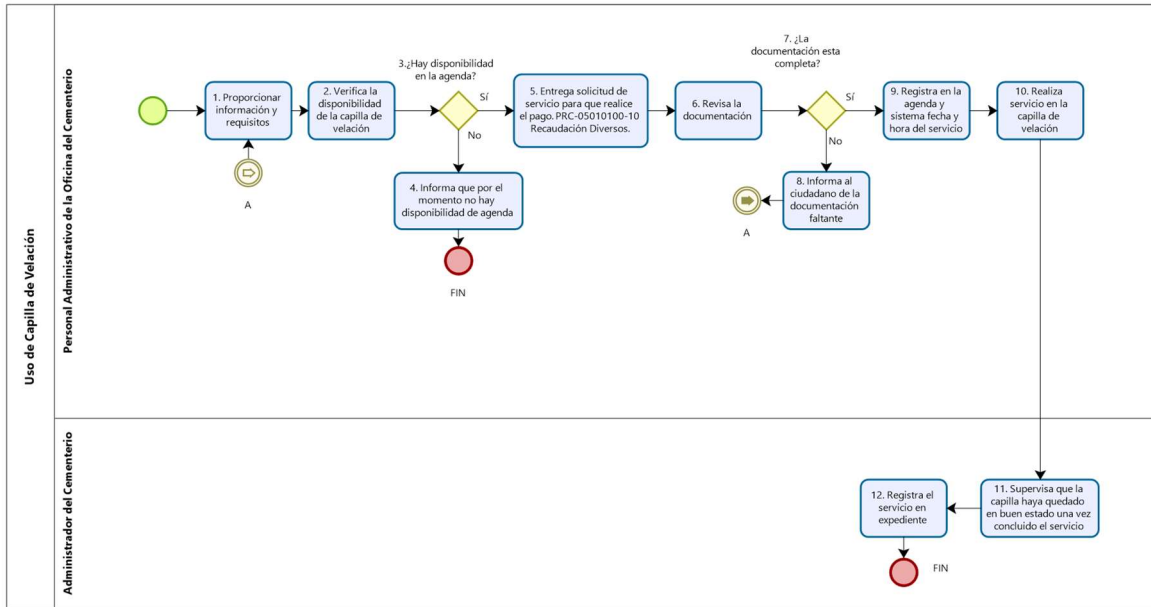 Uso de Capilla de Velación
Personal Administrativo de la Oficina del Cementerio
1. Proporcionar
información y
requisitos
A
2. Verifica la
disponibilidad
de la capilla de
velación
3.¿Hay disponibilidad
en la agenda?
Sí
No
4. Informa que por el
momento no hay
disponibilidad de agenda
FIN
5. Entrega solicitud de
servicio para que realice
el pago. PRC-05010100-10
Recaudación Diversos.
6. Revisa la
documentación
7. ¿La
documentación esta
completa?
Sí
No
8. Informa al
ciudadano de la
documentación
faltante
A
9. Registra en la
agenda y
sistema fecha y
hora del servicio
10. Realiza
servicio en la
capilla de
velación
Administrador del Cementerio
11. Supervisa que la
capilla haya quedado
en buen estado una vez
concluido el servicio
12. Registra el
servicio en
expediente
FIN